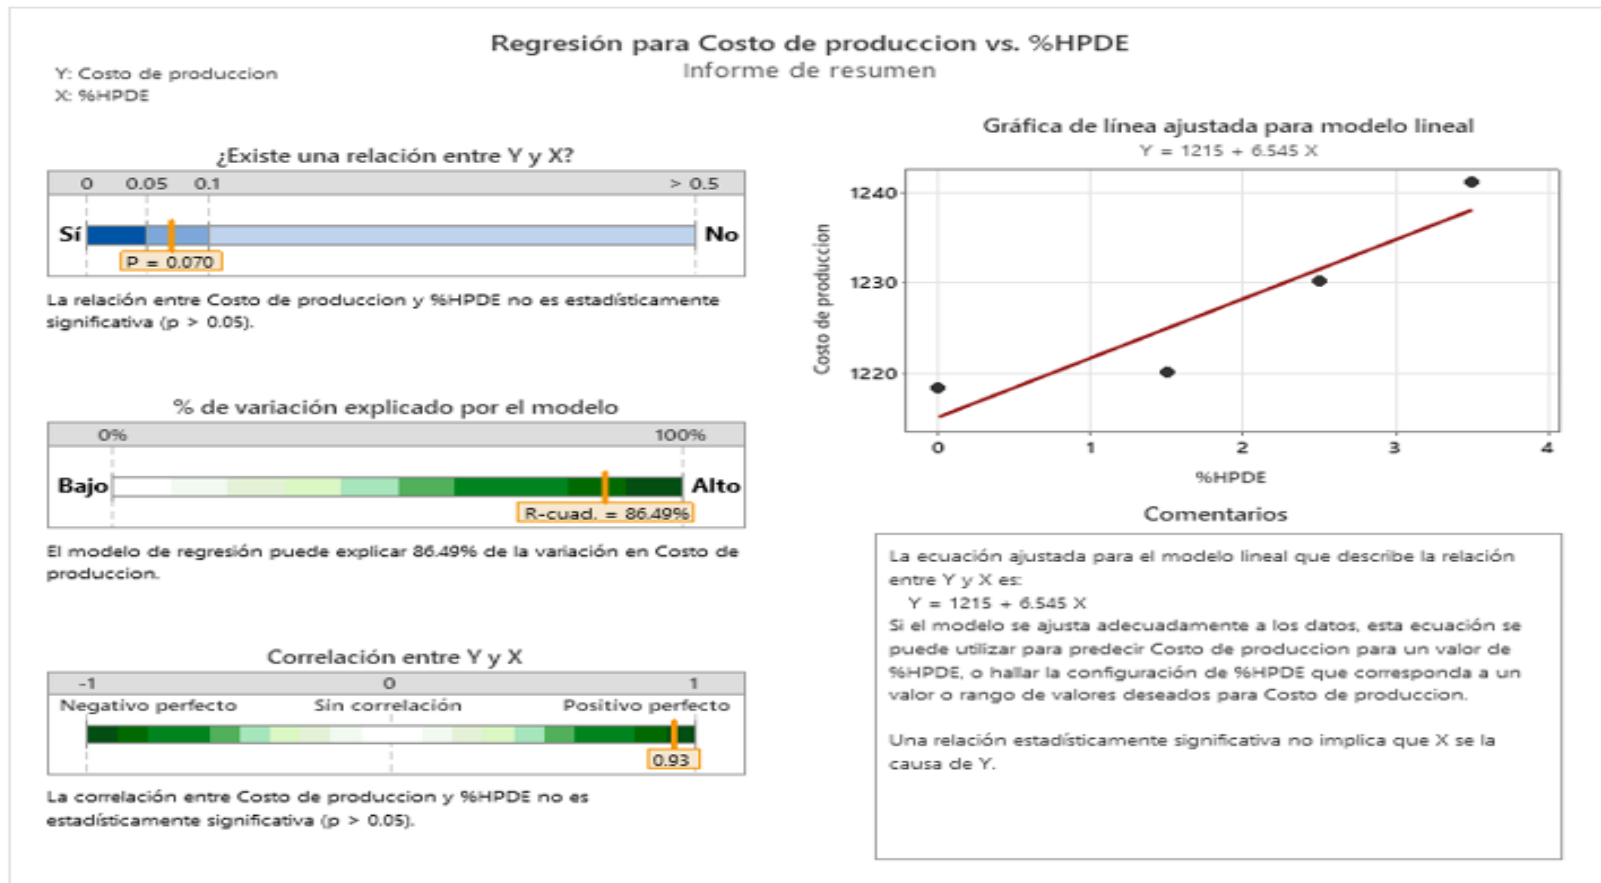 Regresión para Costo de produccion vs. %HPDE
Informe de resumen
Y: Costo de produccion
X: %HPDE
¿Existe una relación entre Y y X?
0 0.05 0.1 > 0.5
Sí No
P = 0.070
La relación entre Costo de produccion y %HPDE no es estadísticamente
significativa (p > 0.05).
% de variación explicado por el modelo
0% 100%
Bajo Alto
R-cuad. = 86.49%
El modelo de regresión puede explicar 86.49% de la variación en Costo de
produccion.
Correlación entre Y y X
-1 0 1
Negativo perfecto Sin correlación Positivo perfecto
0.93
La correlación entre Costo de produccion y %HPDE no es
estadísticamente significativa (p > 0.05).
Gráfica de línea ajustada para modelo lineal
Y = 1215 + 6.545 X
Costo de produccion
1240
1230
1220
0 1 2 3 4
%HPDE
Comentarios
La ecuación ajustada para el modelo lineal que describe la relación
entre Y y X es:
Y = 1215 + 6.545 X
Si el modelo se ajusta adecuadamente a los datos, esta ecuación se
puede utilizar para predecir Costo de produccion para un valor de
%HPDE, o hallar la configuración de %HPDE que corresponda a un
valor o rango de valores deseados para Costo de produccion.
Una relación estadísticamente significativa no implica que X se la
causa de Y.